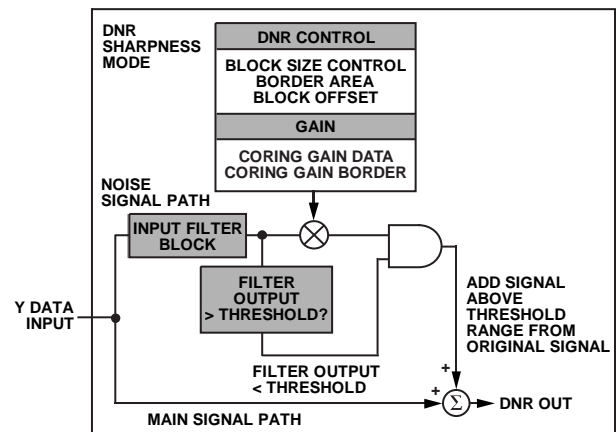 DNR
SHARPNESS
MODE
DNR CONTROL
BLOCK SIZE CONTROL
BORDER AREA
BLOCK OFFSET
GAIN
CORING GAIN DATA
CORING GAIN BORDER
NOISE
SIGNAL PATH
INPUT FILTER
BLOCK
FILTER
OUTPUT
> THRESHOLD?
Y DATA
INPUT
ADD SIGNAL
ABOVE
THRESHOLD
RANGE FROM
ORIGINAL SIGNAL
FILTER OUTPUT
< THRESHOLD
+
+
Σ
DNR OUT
MAIN SIGNAL PATH